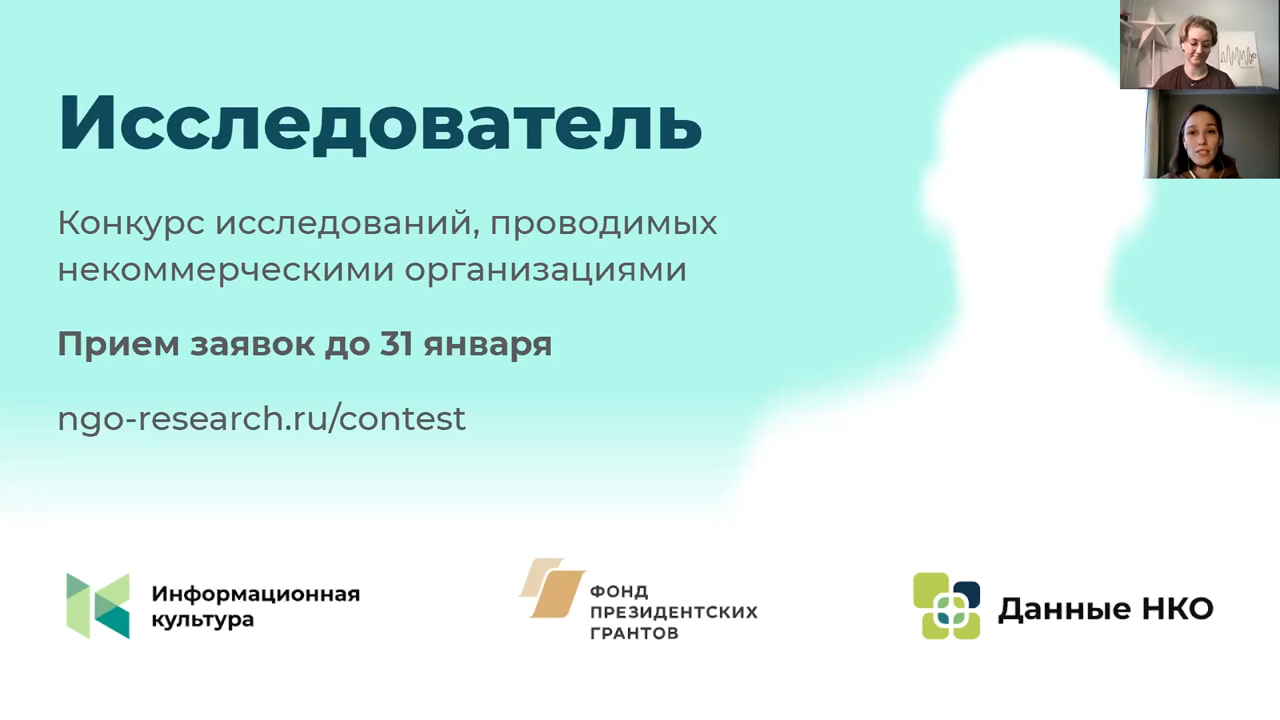 Исследователь
Конкурс исследований, проводимых
некоммерческими организациями
Прием заявок до 31 января
ngo-research.ru/contest
Информационная
культура
ФОНД
ПРЕЗИДЕНТСКИХ
ГРАНТОВ
Данные НКО